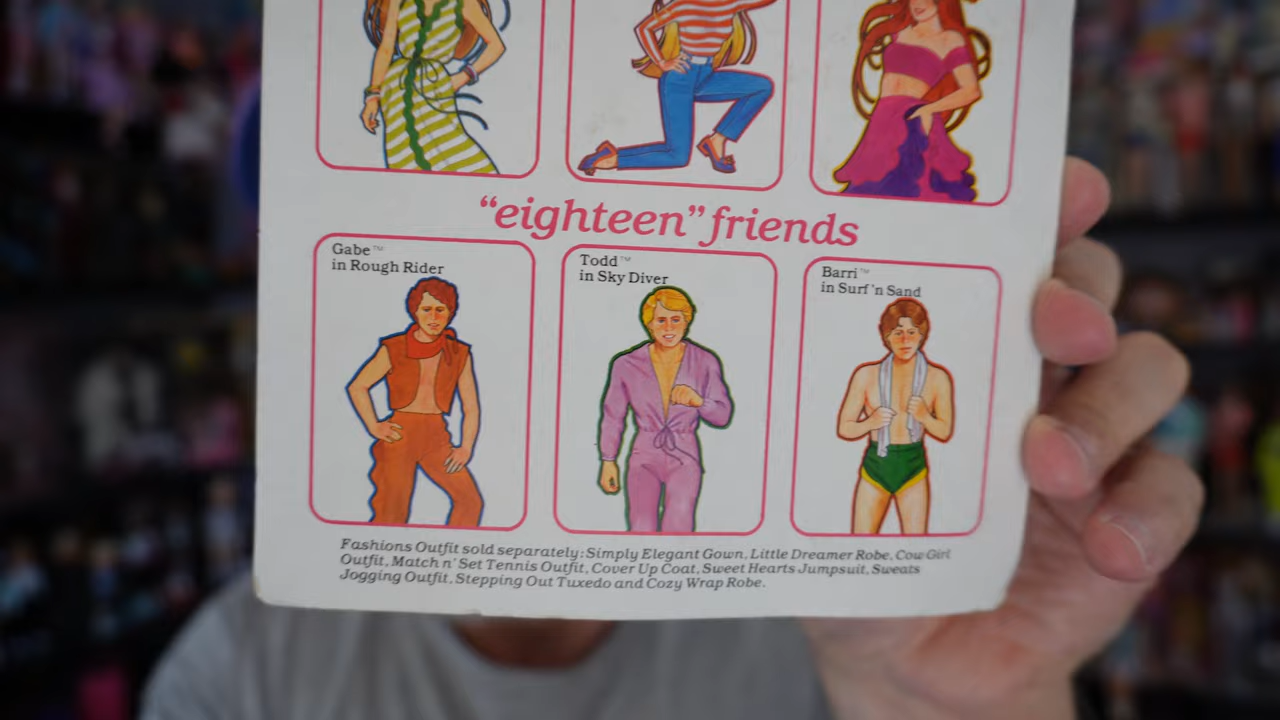 “eighteen” friends
Gabe™
in Rough Rider
Todd™
in Sky Diver
Barri™
in Surf 'n Sand
Fashions Outfit sold separately: Simply Elegant Gown, Little Dreamer Robe, Cow Girl
Outfit, Match n' Set Tennis Outfit, Cover Up Coat, Sweet Hearts Jumpsuit, Sweats
Jogging Outfit, Stepping Out Tuxedo and Cozy Wrap Robe.